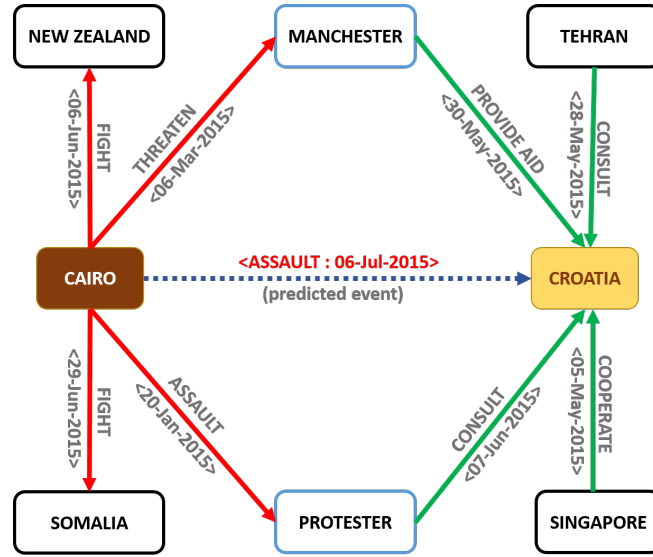 NEW ZEALAND
MANCHESTER
TEHRAN
FIGHT
<06-Jun-2015>
THREATEN
<06-Mar-2015>
PROVIDE AID
<30-May-2015>
CONSULT
<28-May-2015>
CAIRO
<ASSAULT : 06-Jul-2015>
(predicted event)
CROATIA
FIGHT
<29-Jun-2015>
ASSAULT
<20-Jan-2015>
CONSULT
<07-Jun-2015>
COOPERATE
<05-May-2015>
SOMALIA
PROTESTER
SINGAPORE